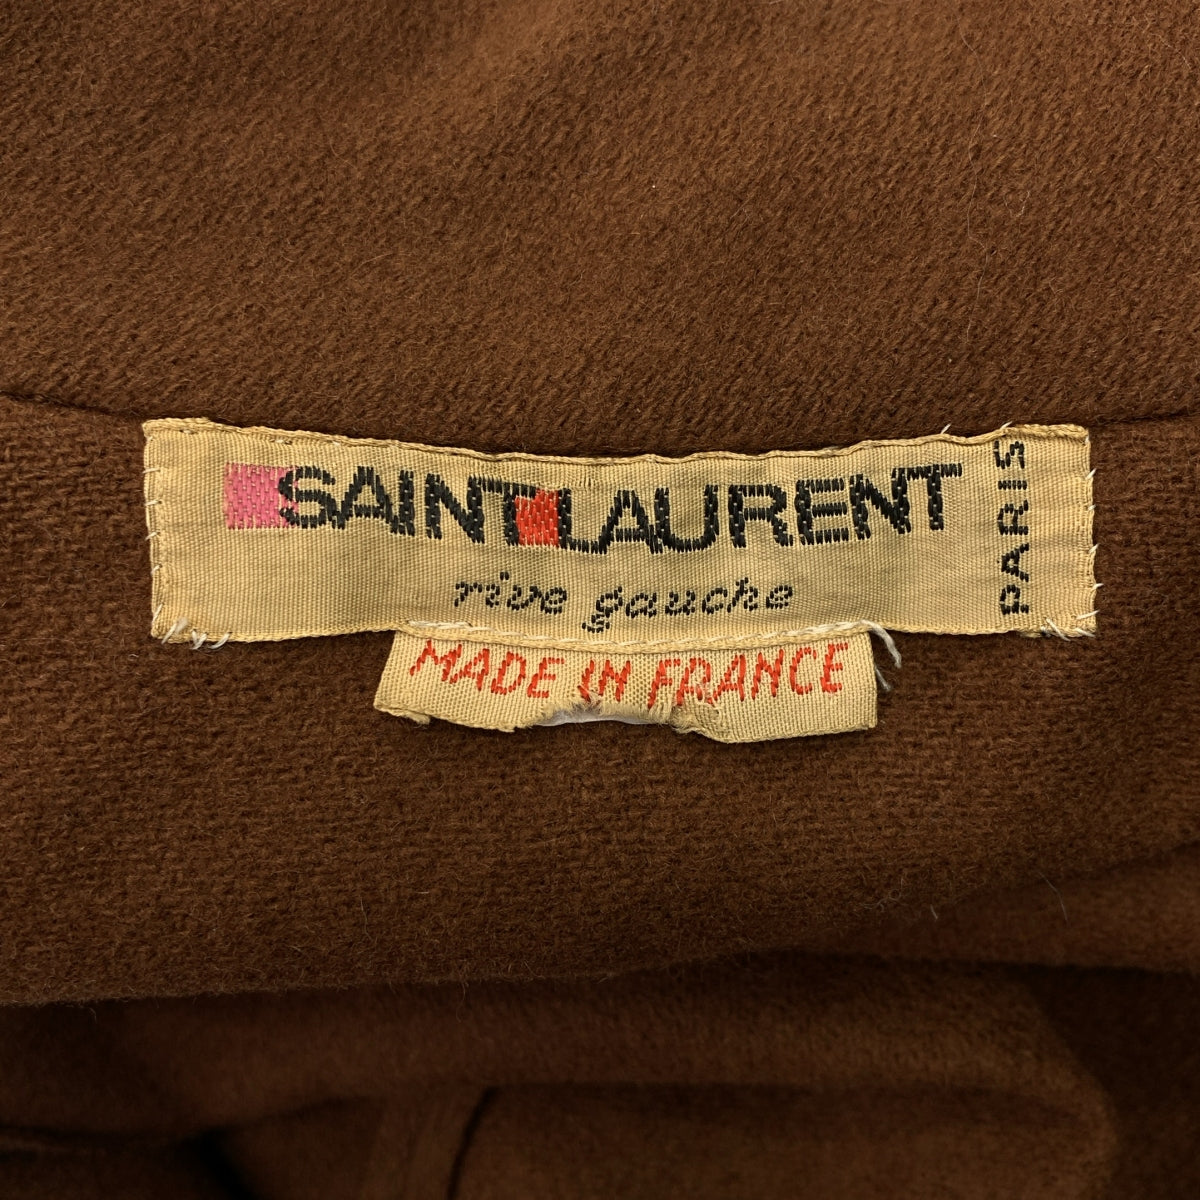 SAINT LAURENT
rive gauche
PARIS
MADE IN FRANCE